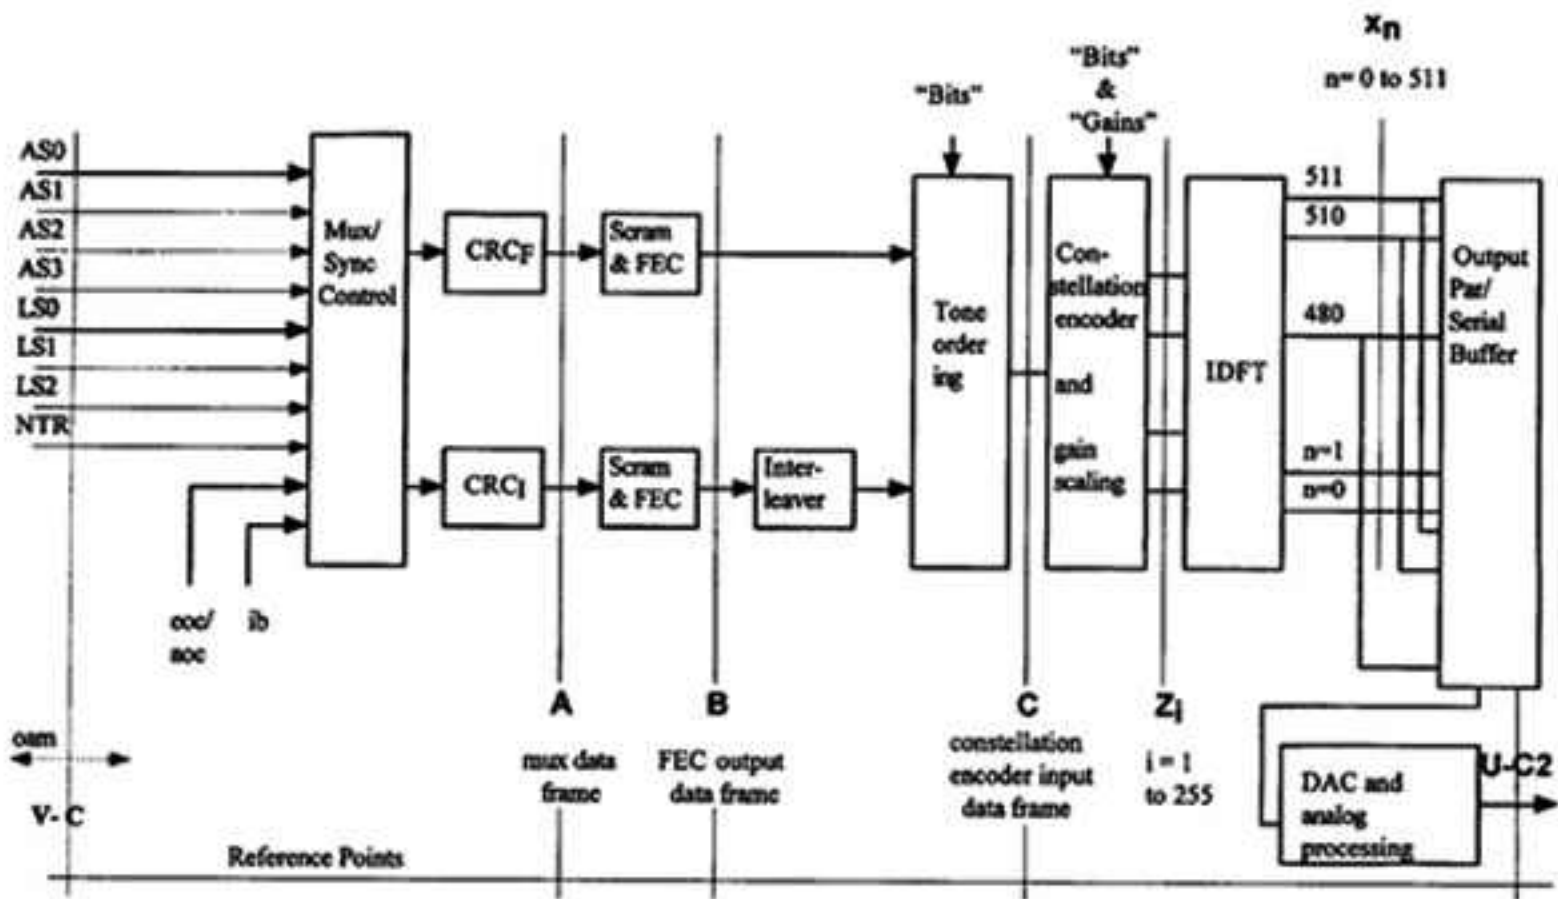 xn
n= 0 to 511
"Bits"
"Bits"
&
"Gains"
AS0
AS1
AS2
AS3
LS0
LS1
LS2
NTR
Mux/
Sync
Control
CRCF
Scram
& FEC
CRCI
Scram
& FEC
Inter-
leaver
Tone
order
ing
Con-
stellation
encoder
and
gain
scaling
IDFT
511
510
480
n=1
n=0
Output
Par/
Serial
Buffer
eoc/
aoc
ib
A
B
C
Zi
mux data
frame
FEC output
data frame
constellation
encoder input
data frame
i = 1
to 255
oam
V- C
DAC and
analog
processing
U-C2
Reference Points